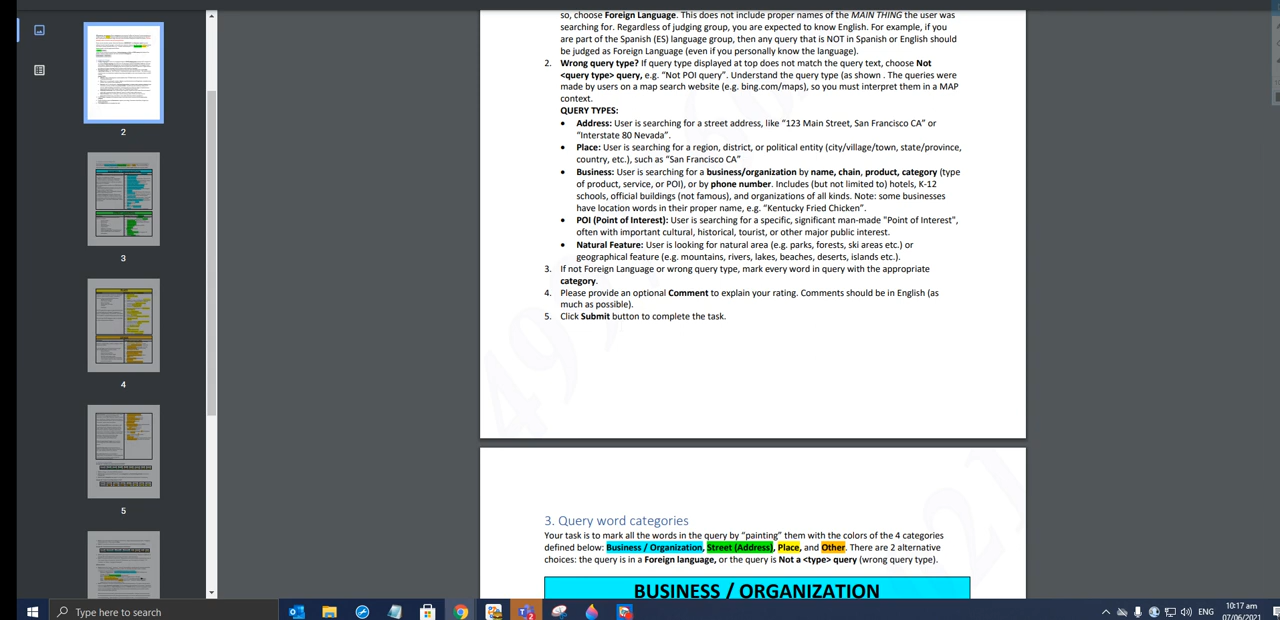 so, choose Foreign Language. This does not include proper names of the MAIN THING the user was
searching for. Regardless of judging group, you are expected to know English. For example, if you
are part of the Spanish (ES) language group, then any query that is NOT in Spanish or English should
be judged as Foreign Language (even if you personally know the language).
2. Wrong query type? If query type displayed at top does not match the query text, choose Not
<query type> query, e.g. "Not POI query". Understand the query type (as shown . The queries were
made by users on a map search website (e.g. bing.com/maps), so you must interpret them in a MAP
context.
QUERY TYPES:
• Address: User is searching for a street address, like "123 Main Street, San Francisco CA" or
"Interstate 80 Nevada".
• Place: User is searching for a region, district, or political entity (city/village/town, state/province,
country, etc.), such as "San Francisco CA"
• Business: User is searching for a business/organization by name, chain, product, category (type
of product, service, or POI), or by phone number. Includes (but not limited to) hotels, K-12
schools, official buildings (not famous), and organizations of all kinds. Note: some businesses
have location words in their proper name, e.g. "Kentucky Fried Chicken".
• POI (Point of Interest): User is searching for a specific, significant man-made "Point of Interest",
often with important cultural, historical, tourist, or other major public interest.
• Natural Feature: User is looking for natural area (e.g. parks, forests, ski areas etc.) or
geographical feature (e.g. mountains, rivers, lakes, beaches, deserts, islands etc.).
3. If not Foreign Language or wrong query type, mark every word in query with the appropriate
category.
4. Please provide an optional Comment to explain your rating. Comments should be in English (as
much as possible).
5. Click Submit button to complete the task.
3. Query word categories
Your task is to mark all the words in the query by "painting" them with the colors of the 4 categories
defined below: Business / Organization, Street (Address), Place, and Other. There are 2 alternative
choices: the query is in a Foreign language, or the query is Not a <type> query (wrong query type).
BUSINESS / ORGANIZATION
2
3
4
5
Type here to search
ENG
10:17 am
07/06/2021